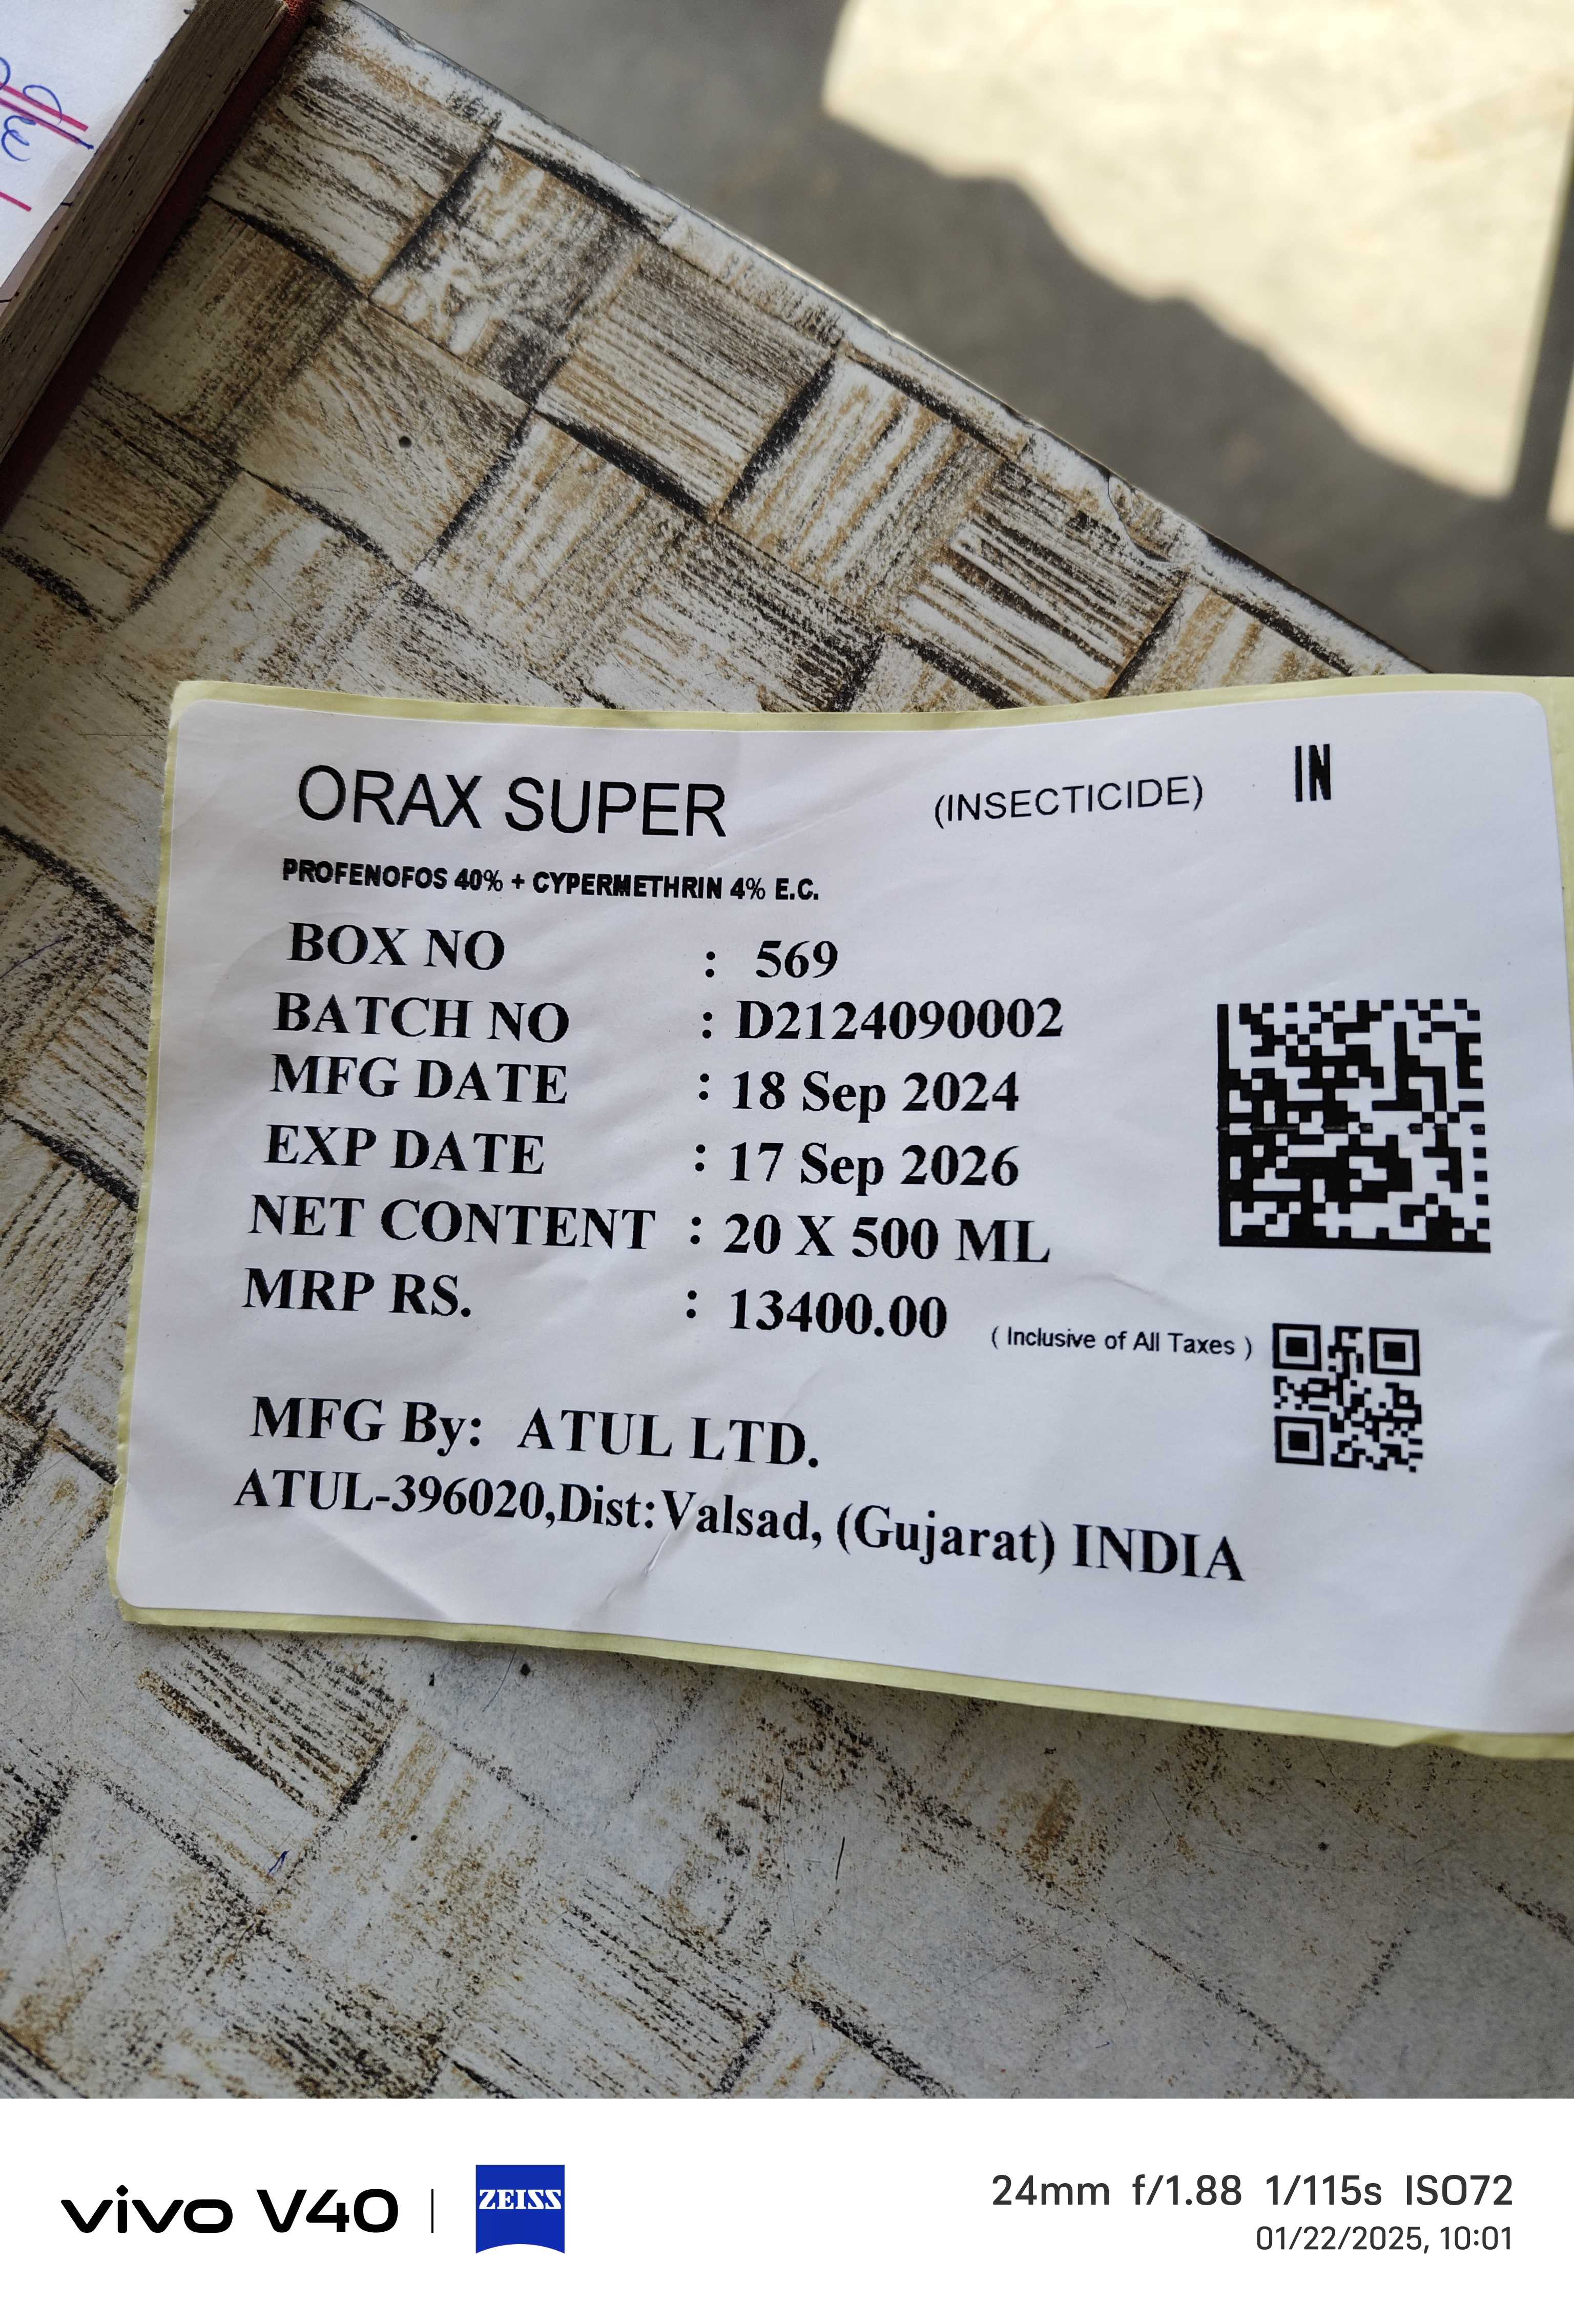 ORAX SUPER (INSECTICIDE) IN
PROFENOFOS 40% + CYPERMETHRIN 4% E.C.
BOX NO : 569
BATCH NO : D2124090002
MFG DATE : 18 Sep 2024
EXP DATE : 17 Sep 2026
NET CONTENT : 20 X 500 ML
MRP RS. : 13400.00 ( Inclusive of All Taxes )
MFG By: ATUL LTD.
ATUL-396020,Dist:Valsad, (Gujarat) INDIA
vivo V40 | ZEISS
24mm f/1.88 1/115s ISO72
01/22/2025, 10:01